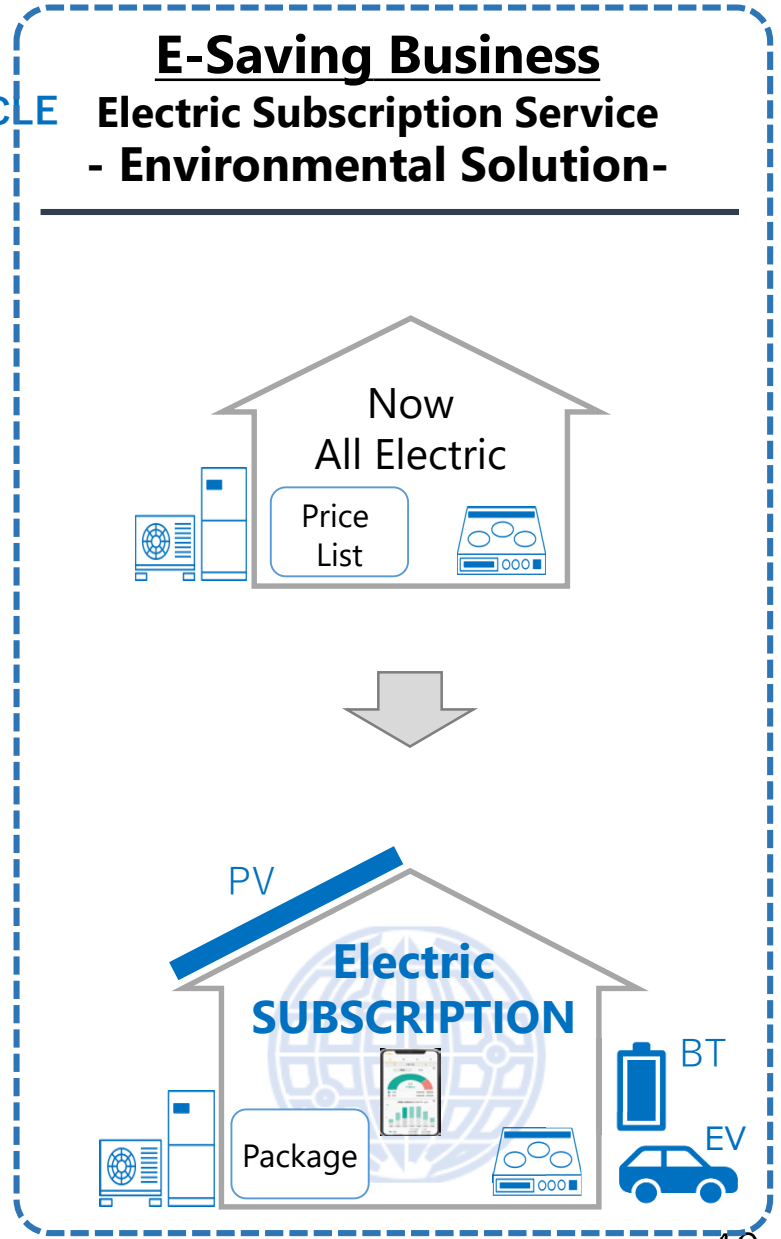 E-Saving Business
CLE
Electric Subscription Service
- Environmental Solution-
Now
All Electric
Price
List
PV
Electric
SUBSCRIPTION
BT
EV
Package